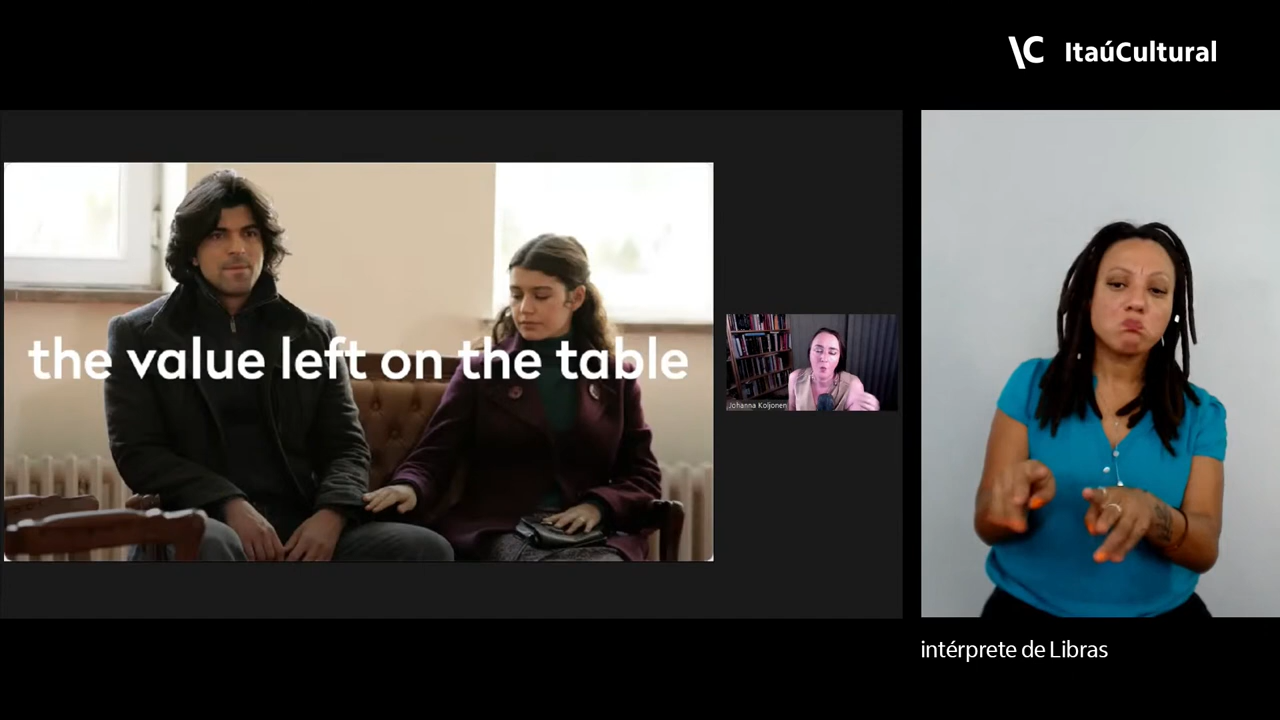 \C ItaúCultural
the value left on the table
Johanna Koljonen
intérprete de Libras